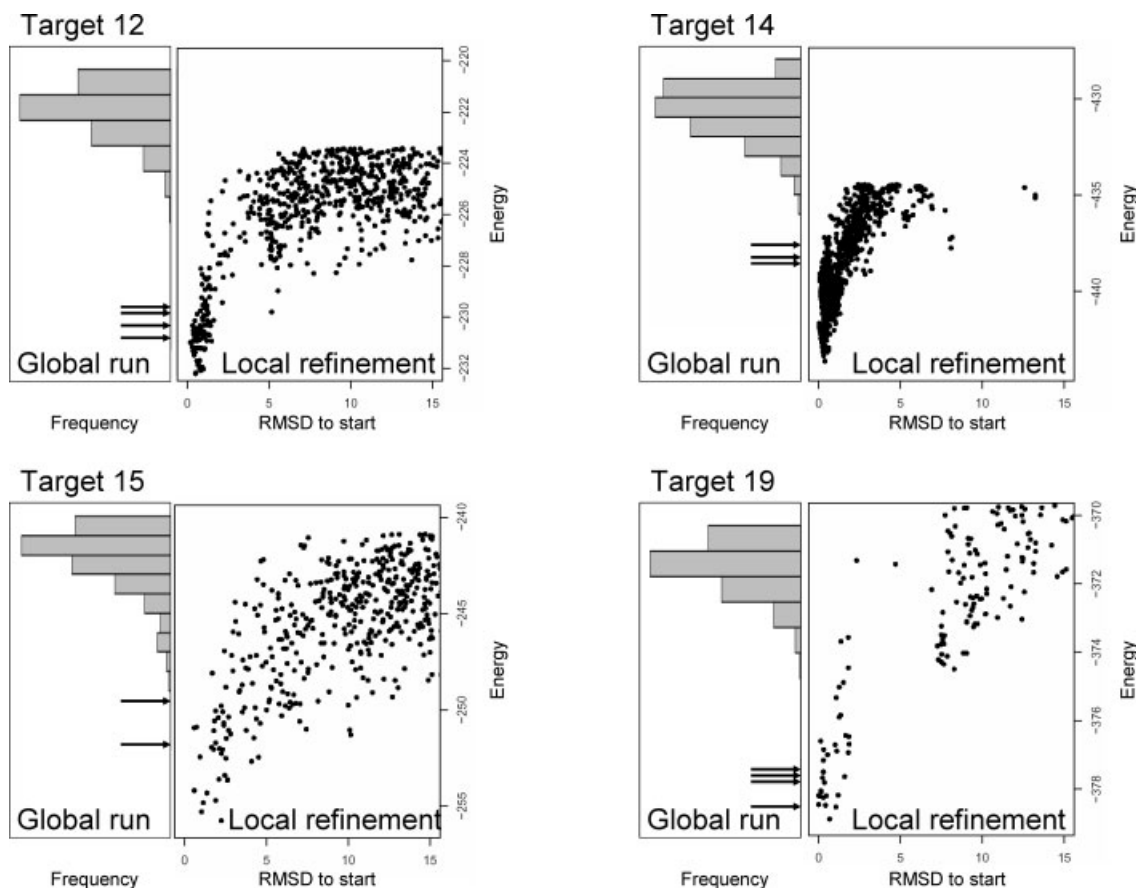 Target 12
−220
−222
−224
−226
−228
−230
−232
Energy
Global run
Local refinement
0 5 10 15
Frequency
RMSD to start
Target 14
−430
−435
−440
Energy
Global run
Local refinement
0 5 10 15
Frequency
RMSD to start
Target 15
−240
−245
−250
−255
Energy
Global run
Local refinement
0 5 10 15
Frequency
RMSD to start
Target 19
−370
−372
−374
−376
−378
Energy
Global run
Local refinement
0 5 10 15
Frequency
RMSD to start